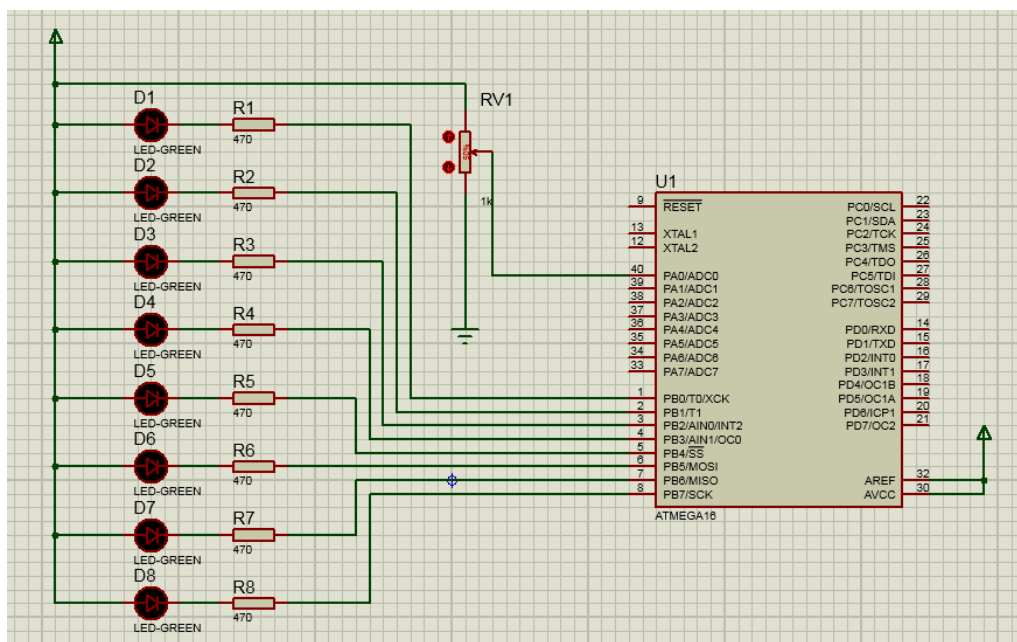 D1
R1
LED-GREEN
470
D2
R2
LED-GREEN
470
D3
R3
LED-GREEN
470
D4
R4
LED-GREEN
470
D5
R5
LED-GREEN
470
D6
R6
LED-GREEN
470
D7
R7
LED-GREEN
470
D8
R8
LED-GREEN
470
RV1
50%
1k
U1
9 RESET
13 XTAL1
12 XTAL2
40 PA0/ADC0
39 PA1/ADC1
38 PA2/ADC2
37 PA3/ADC3
36 PA4/ADC4
35 PA5/ADC5
34 PA6/ADC6
33 PA7/ADC7
1 PB0/T0/XCK
2 PB1/T1
3 PB2/AIN0/INT2
4 PB3/AIN1/OC0
5 PB4/SS
6 PB5/MOSI
7 PB6/MISO
8 PB7/SCK
PC0/SCL 22
PC1/SDA 23
PC2/TCK 24
PC3/TMS 25
PC4/TDO 26
PC5/TDI 27
PC6/TOSC1 28
PC7/TOSC2 29
PD0/RXD 14
PD1/TXD 15
PD2/INT0 16
PD3/INT1 17
PD4/OC1B 18
PD5/OC1A 19
PD6/ICP1 20
PD7/OC2 21
AREF 32
AVCC 30
ATMEGA16